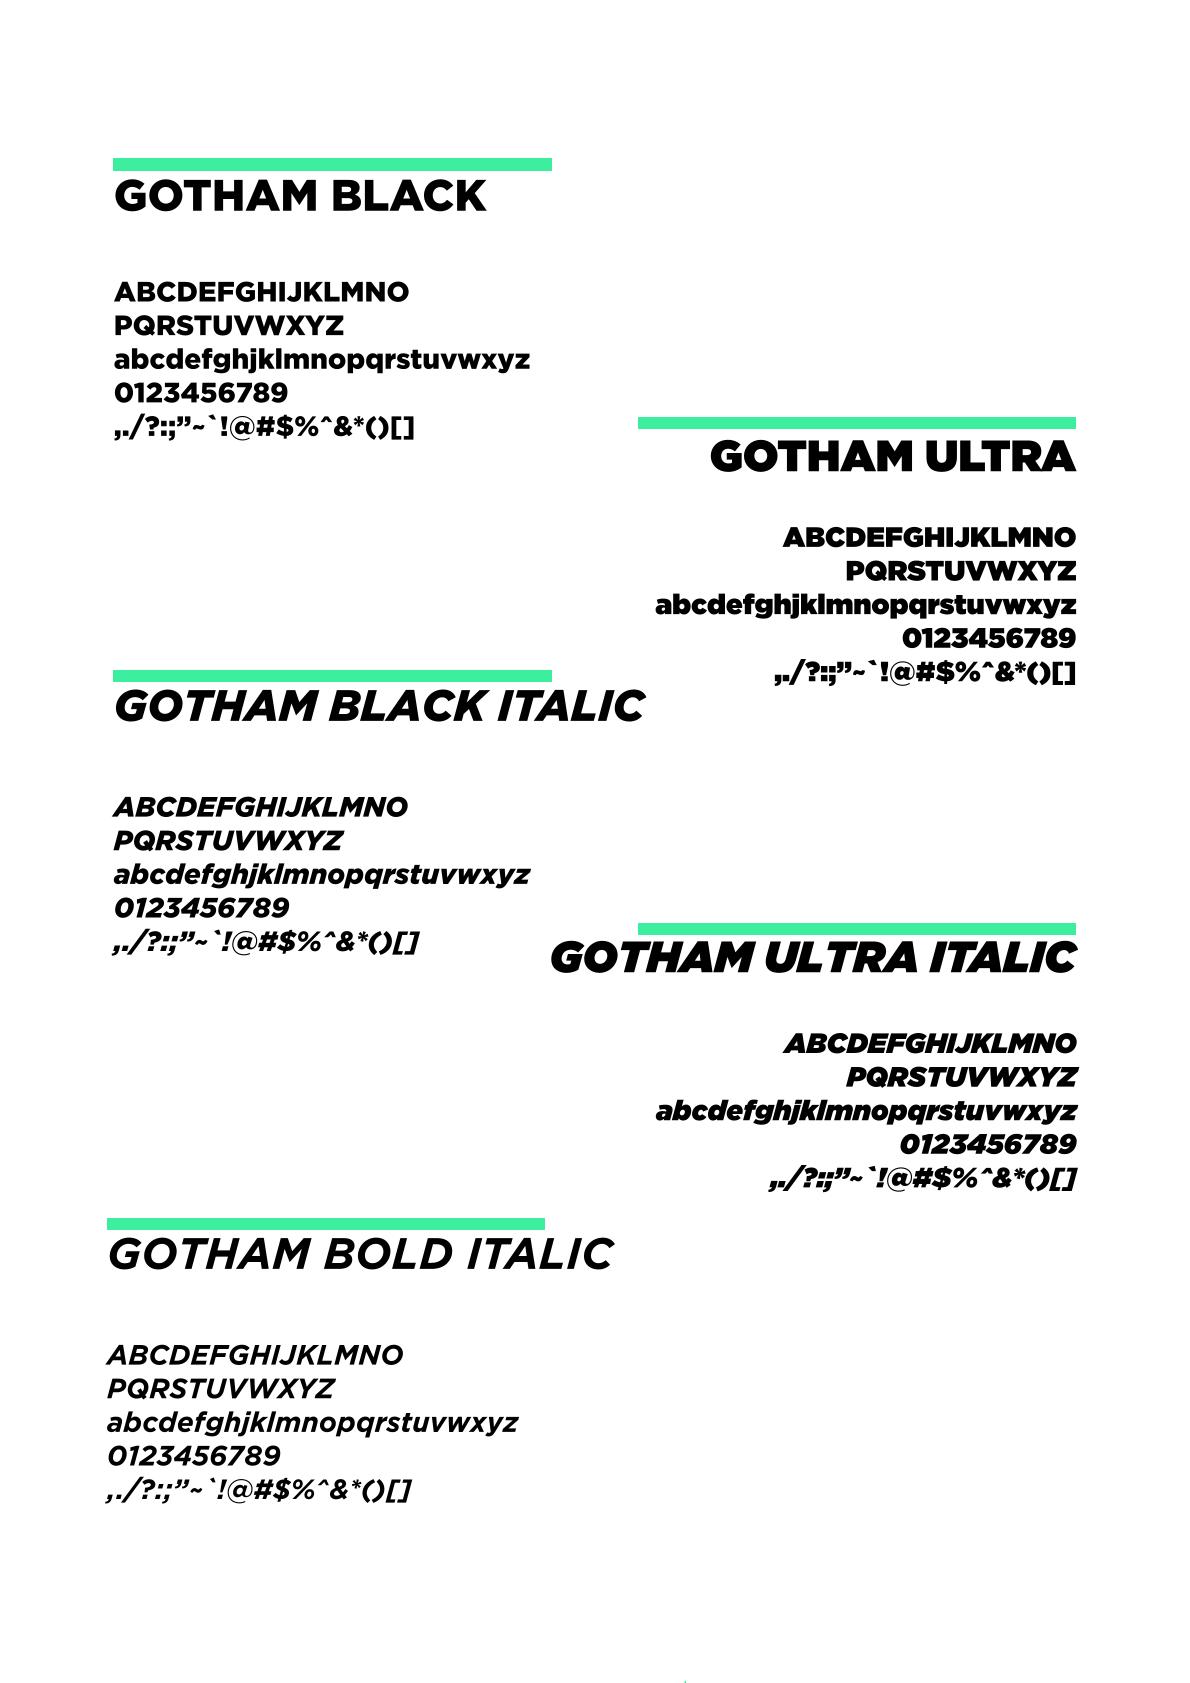 GOTHAM BLACK
ABCDEFGHIJKLMNO
PQRSTUVWXYZ
abcdefghjklmnopqrstuvwxyz
0123456789
,./?:;”~`!@#$%^&*()[]
GOTHAM ULTRA
ABCDEFGHIJKLMNO
PQRSTUVWXYZ
abcdefghjklmnopqrstuvwxyz
0123456789
,./?:;”~`!@#$%^&*()[]
GOTHAM BLACK ITALIC
ABCDEFGHIJKLMNO
PQRSTUVWXYZ
abcdefghjklmnopqrstuvwxyz
0123456789
,./?:;”~`!@#$%^&*()[]
GOTHAM ULTRA ITALIC
ABCDEFGHIJKLMNO
PQRSTUVWXYZ
abcdefghjklmnopqrstuvwxyz
0123456789
,./?:;”~`!@#$%^&*()[]
GOTHAM BOLD ITALIC
ABCDEFGHIJKLMNO
PQRSTUVWXYZ
abcdefghjklmnopqrstuvwxyz
0123456789
,./?:;”~`!@#$%^&*()[]